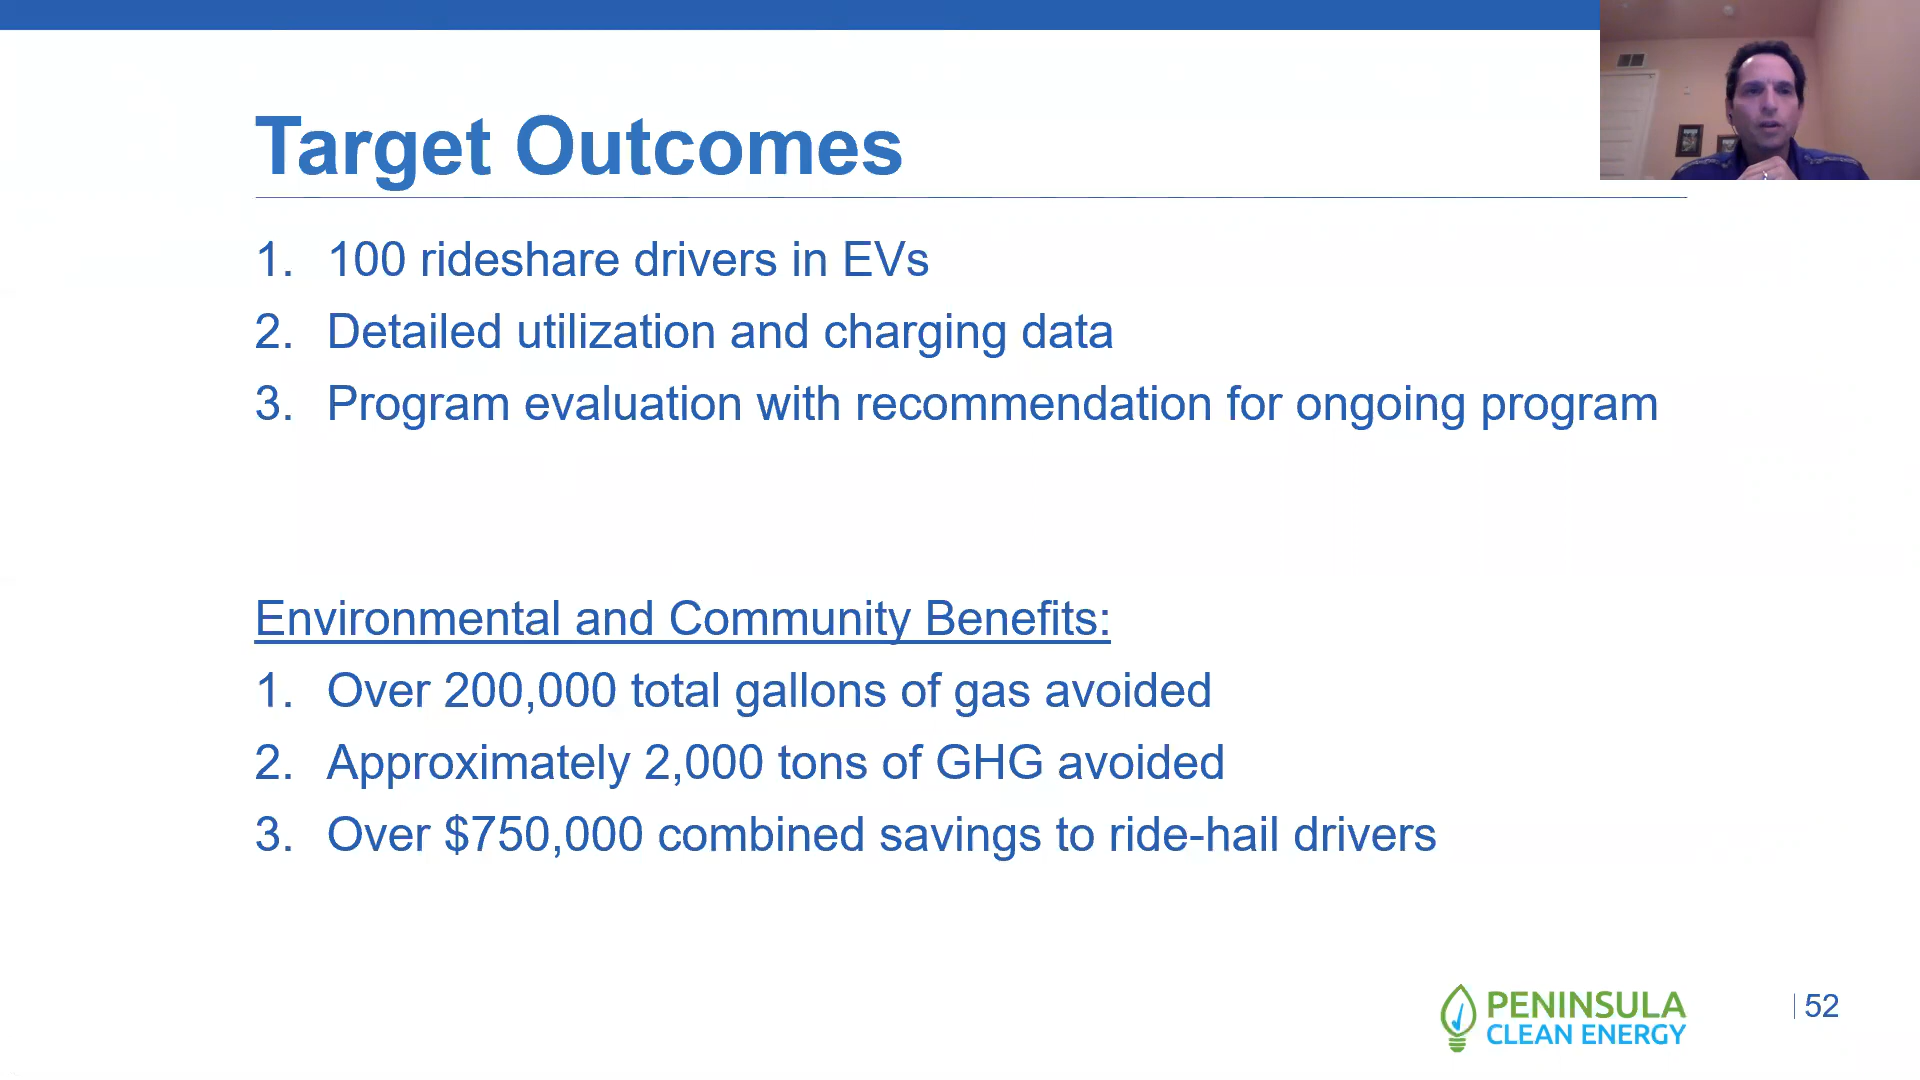 Target Outcomes
1. 100 rideshare drivers in EVs
2. Detailed utilization and charging data
3. Program evaluation with recommendation for ongoing program
Environmental and Community Benefits:
1. Over 200,000 total gallons of gas avoided
2. Approximately 2,000 tons of GHG avoided
3. Over $750,000 combined savings to ride-hail drivers
PENINSULA
CLEAN ENERGY
| 52